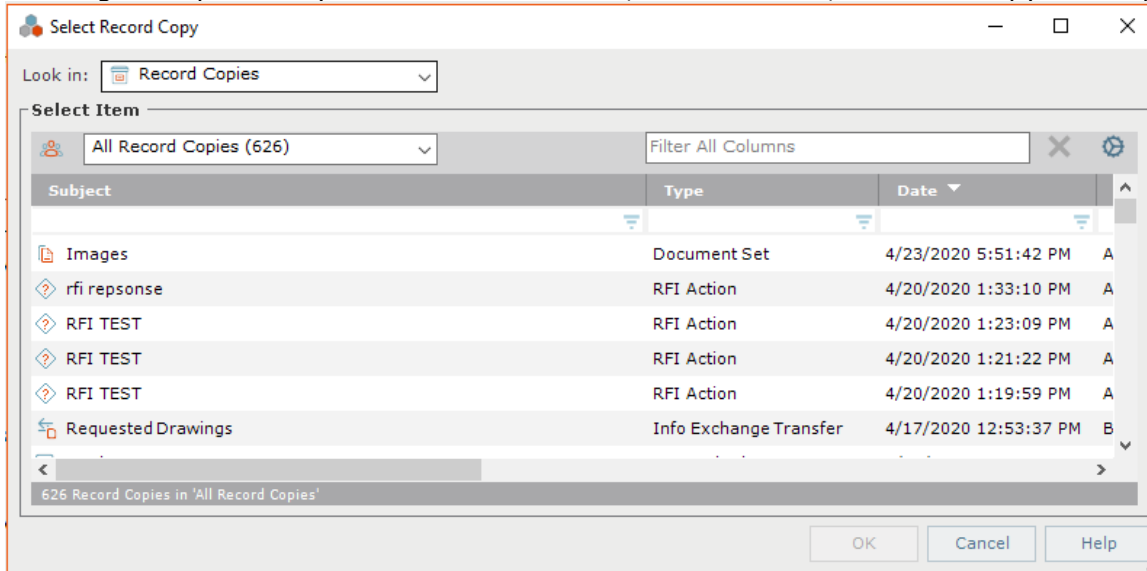 Select Record Copy
Look in: Record Copies
Select Item
All Record Copies (626) Filter All Columns
Subject Type Date
Images Document Set 4/23/2020 5:51:42 PM A
rfi repsonse RFI Action 4/20/2020 1:33:10 PM A
RFI TEST RFI Action 4/20/2020 1:23:09 PM A
RFI TEST RFI Action 4/20/2020 1:21:22 PM A
RFI TEST RFI Action 4/20/2020 1:19:59 PM A
Requested Drawings Info Exchange Transfer 4/17/2020 12:53:37 PM B
626 Record Copies in 'All Record Copies'
OK Cancel Help